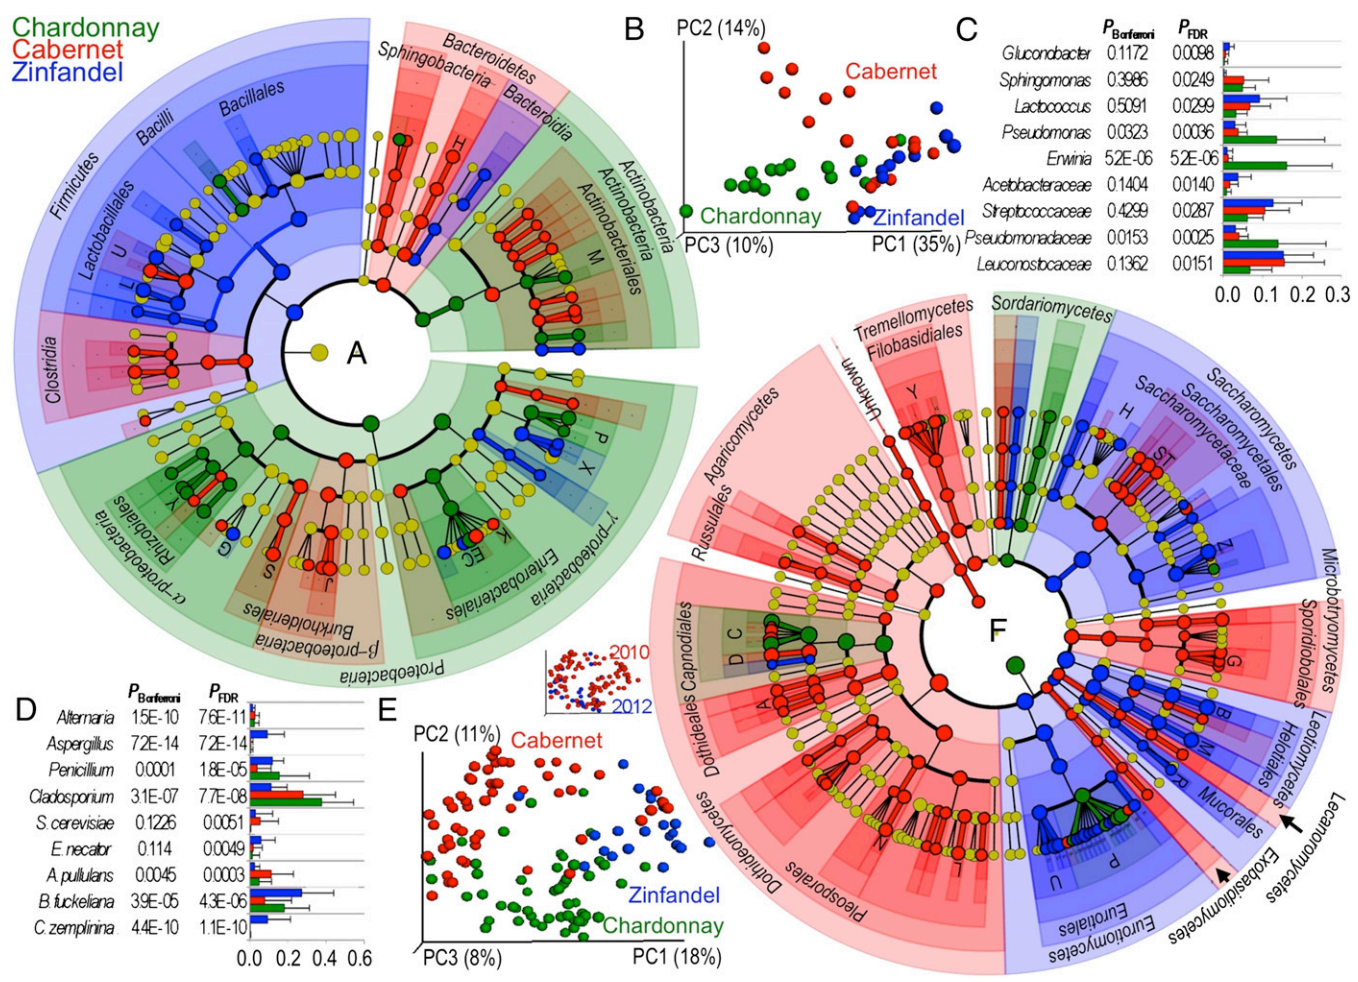 Chardonnay
Cabernet
Zinfandel
A
Firmicutes
Bacilli
Bacillales
Lactobacillales
U
L
Clostridia
Bacteroidetes
Sphingobacteria
Bacteroidia
H
Actinobacteria
Actinobacteria
Actinobacteriales
M
P
X
γ-proteobacteria
Enterobacteriales
K
EC
Proteobacteria
β-proteobacteria
Burkholderiales
J
S
G
Y
Rhizobiales
α-proteobacteria
B
PC2 (14%)
Cabernet
Chardonnay
Zinfandel
PC3 (10%)
PC1 (35%)
C
PBonferroni PFDR
Gluconobacter 0.1172 0.0098
Sphingomonas 0.3986 0.0249
Lactococcus 0.5091 0.0299
Pseudomonas 0.0323 0.0036
Erwinia 5.2E-06 5.2E-06
Acetobacteraceae 0.1404 0.0140
Streptococcaceae 0.4299 0.0287
Pseudomonadaceae 0.0153 0.0025
Leuconostocaceae 0.1362 0.0151
0.0 0.1 0.2 0.3
D
PBonferroni PFDR
Alternaria 1.5E-10 7.6E-11
Aspergillus 7.2E-14 7.2E-14
Penicillium 0.0001 1.8E-05
Cladosporium 3.1E-07 7.7E-08
S. cerevisiae 0.1226 0.0051
E. necator 0.114 0.0049
A. pullulans 0.0045 0.0003
B. fuckeliana 3.9E-05 4.3E-06
C. zemplinina 4.4E-10 1.1E-10
0.0 0.2 0.4 0.6
E
2010
2012
PC2 (11%)
Cabernet
Zinfandel
Chardonnay
PC3 (8%)
PC1 (18%)
F
Unknown
Tremellomycetes
Filobasidiales
Y
Sordariomycetes
Saccharomycetes
Saccharomycetales
Saccharomycetaceae
H
ST
Z
Microbotryomycetes
Sporidiobolales
G
Leotiomycetes
Helotiales
B
M
R
Mucorales
Lecanoromycetes
Exobasidiomycetes
Eurotiomycetes
Eurotiales
P
U
L
N
Pleosporales
Dothideomycetes
Dothideales
A
Capnodiales
D
C
Russulales
Agaricomycetes